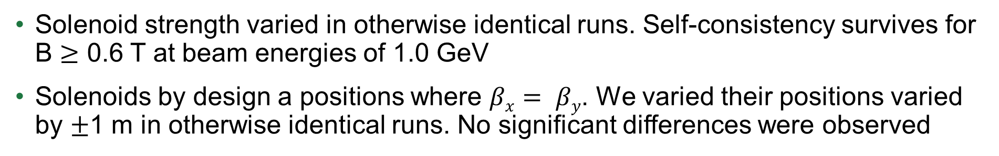 • Solenoid strength varied in otherwise identical runs. Self-consistency survives for
B ≥ 0.6 T at beam energies of 1.0 GeV
• Solenoids by design a positions where βₓ = βᵧ. We varied their positions varied
by ±1 m in otherwise identical runs. No significant differences were observed